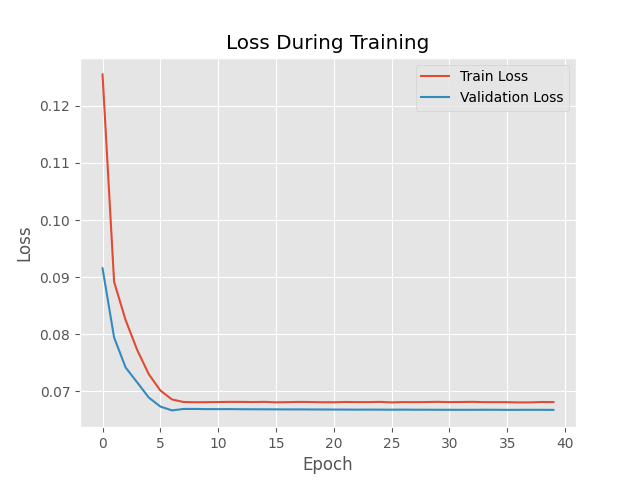 Loss During Training
Train Loss
Validation Loss
0.12
0.11
0.10
0.09
0.08
0.07
Loss
0 5 10 15 20 25 30 35 40
Epoch